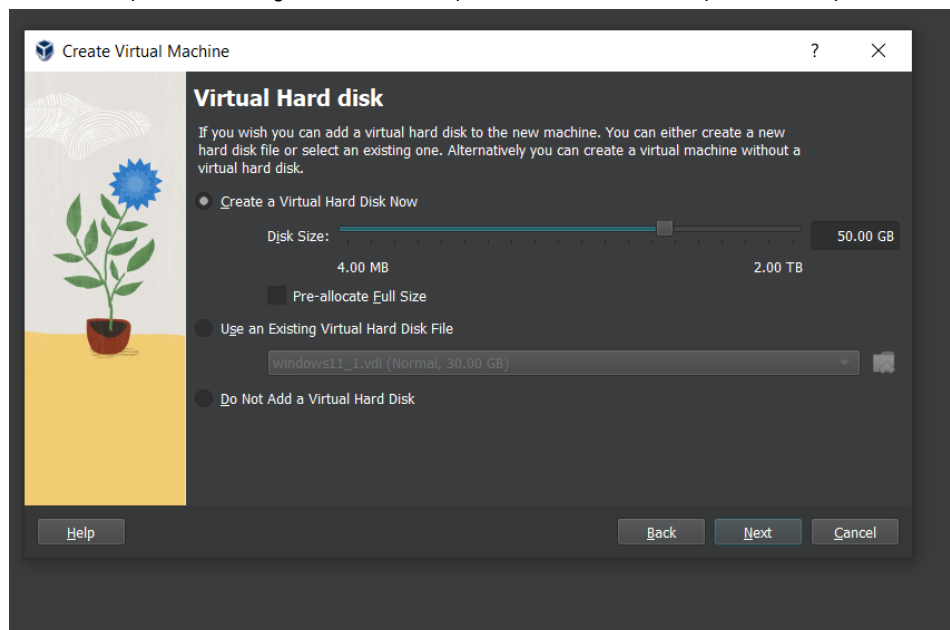 Create Virtual Machine
?
Virtual Hard disk
If you wish you can add a virtual hard disk to the new machine. You can either create a new
hard disk file or select an existing one. Alternatively you can create a virtual machine without a
virtual hard disk.
Create a Virtual Hard Disk Now
Disk Size:
50.00 GB
4.00 MB
2.00 TB
Pre-allocate Full Size
Use an Existing Virtual Hard Disk File
windows11_1.vdi (Normal, 30.00 GB)
Do Not Add a Virtual Hard Disk
Help
Back
Next
Cancel